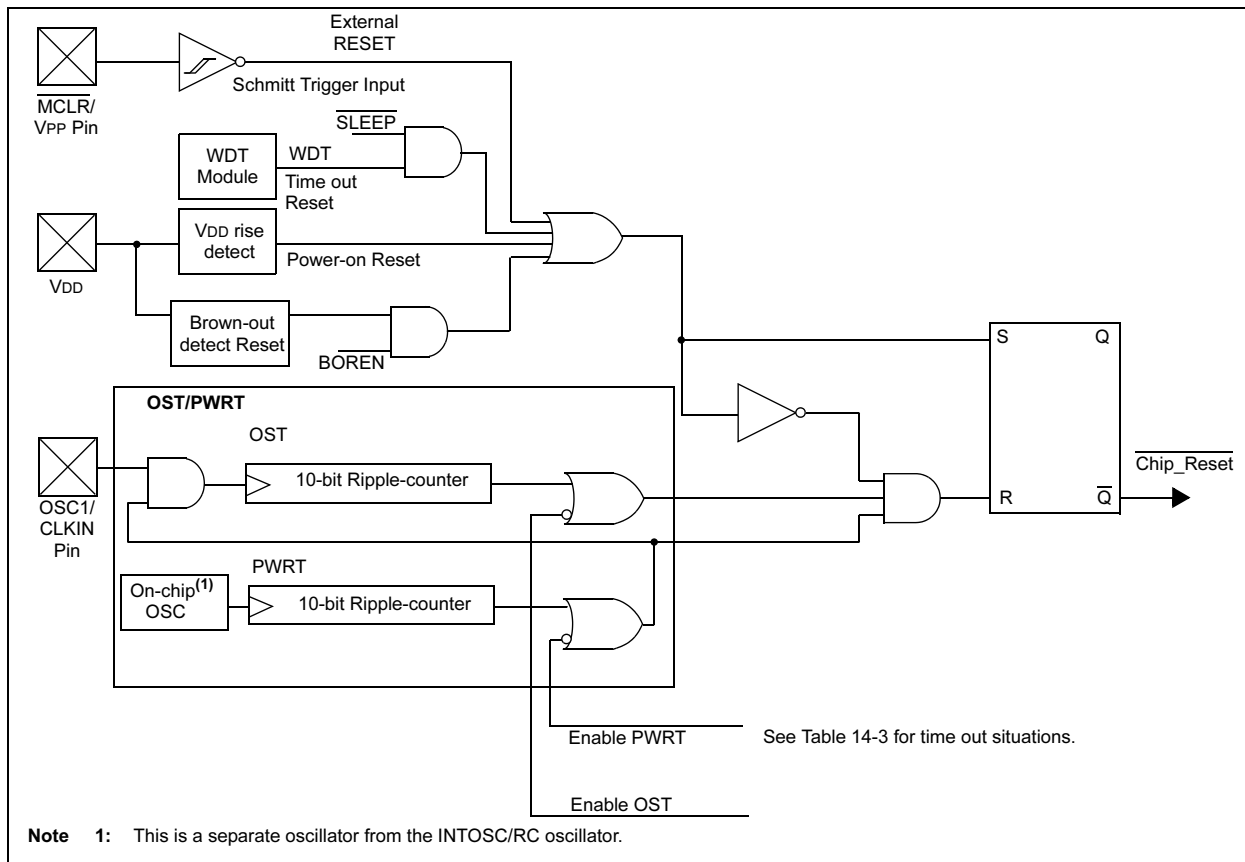 External
RESET
Schmitt Trigger Input
MCLR/
VPP Pin
SLEEP
WDT
Module
WDT
Time out
Reset
VDD rise
detect
Power-on Reset
VDD
Brown-out
detect Reset
BOREN
S
Q
OST/PWRT
OST
10-bit Ripple-counter
OSC1/
CLKIN
Pin
Chip_Reset
R
Q
PWRT
On-chip(1)
OSC
10-bit Ripple-counter
Enable PWRT
See Table 14-3 for time out situations.
Enable OST
Note 1: This is a separate oscillator from the INTOSC/RC oscillator.